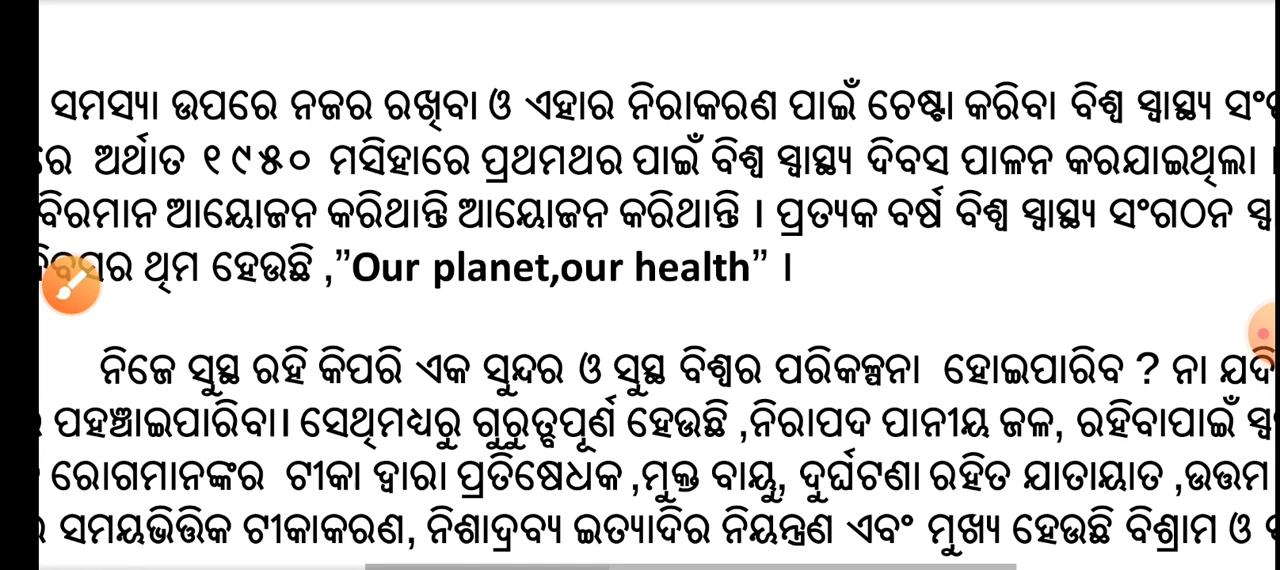 ସମସ୍ୟା ଉପରେ ନଜର ରଖିବା ଓ ଏହାର ନିରାକରଣ ପାଇଁ ଚେଷ୍ଟା କରିବା ବିଶ୍ୱ ସ୍ୱାସ୍ଥ୍ୟ
ରେ ଅର୍ଥାତ ୧୯୫୦ ମସିହାରେ ପ୍ରଥମଥର ପାଇଁ ବିଶ୍ୱ ସ୍ୱାସ୍ଥ୍ୟ ଦିବସ ପାଳନ କରଯାଇଥିଲା ।
ବିରମାନ ଆୟୋଜନ କରିଥାନ୍ତି ଆୟୋଜନ କରିଥାନ୍ତି । ପ୍ରତ୍ୟକ ବର୍ଷ ବିଶ୍ୱ ସ୍ୱାସ୍ଥ୍ୟ ସଂଗଠନ
ଥିମ ହେଉଛି ,”Our planet,our health” ।
ନିଜେ ସୁସ୍ଥ ରହି କିପରି ଏକ ସୁନ୍ଦର ଓ ସୁସ୍ଥ ବିଶ୍ୱର ପରିକଳ୍ପନା ହୋଇପାରିବ ? ନା ଯଦି
ପହଞ୍ଚାଇପାରିବା। ସେଥିମଧ୍ୟରୁ ଗୁରୁତ୍ୱପୂର୍ଣ ହେଉଛି ,ନିରାପଦ ପାନୀୟ ଜଳ, ରହିବାପାଇଁ
ରୋଗମାନଙ୍କର ଟୀକା ଦ୍ୱାରା ପ୍ରତିଷେଧକ ,ମୁକ୍ତ ବାୟୁ, ଦୁର୍ଘଟଣା ରହିତ ଯାତାୟାତ ,ଉତ୍ତମ
ସମୟଭିତ୍ତିକ ଟୀକାକରଣ, ନିଶାଦ୍ରବ୍ୟ ଇତ୍ୟାଦିର ନିୟନ୍ତ୍ରଣ ଏବଂ ମୁଖ୍ୟ ହେଉଛି ବିଶ୍ରାମ ଓ